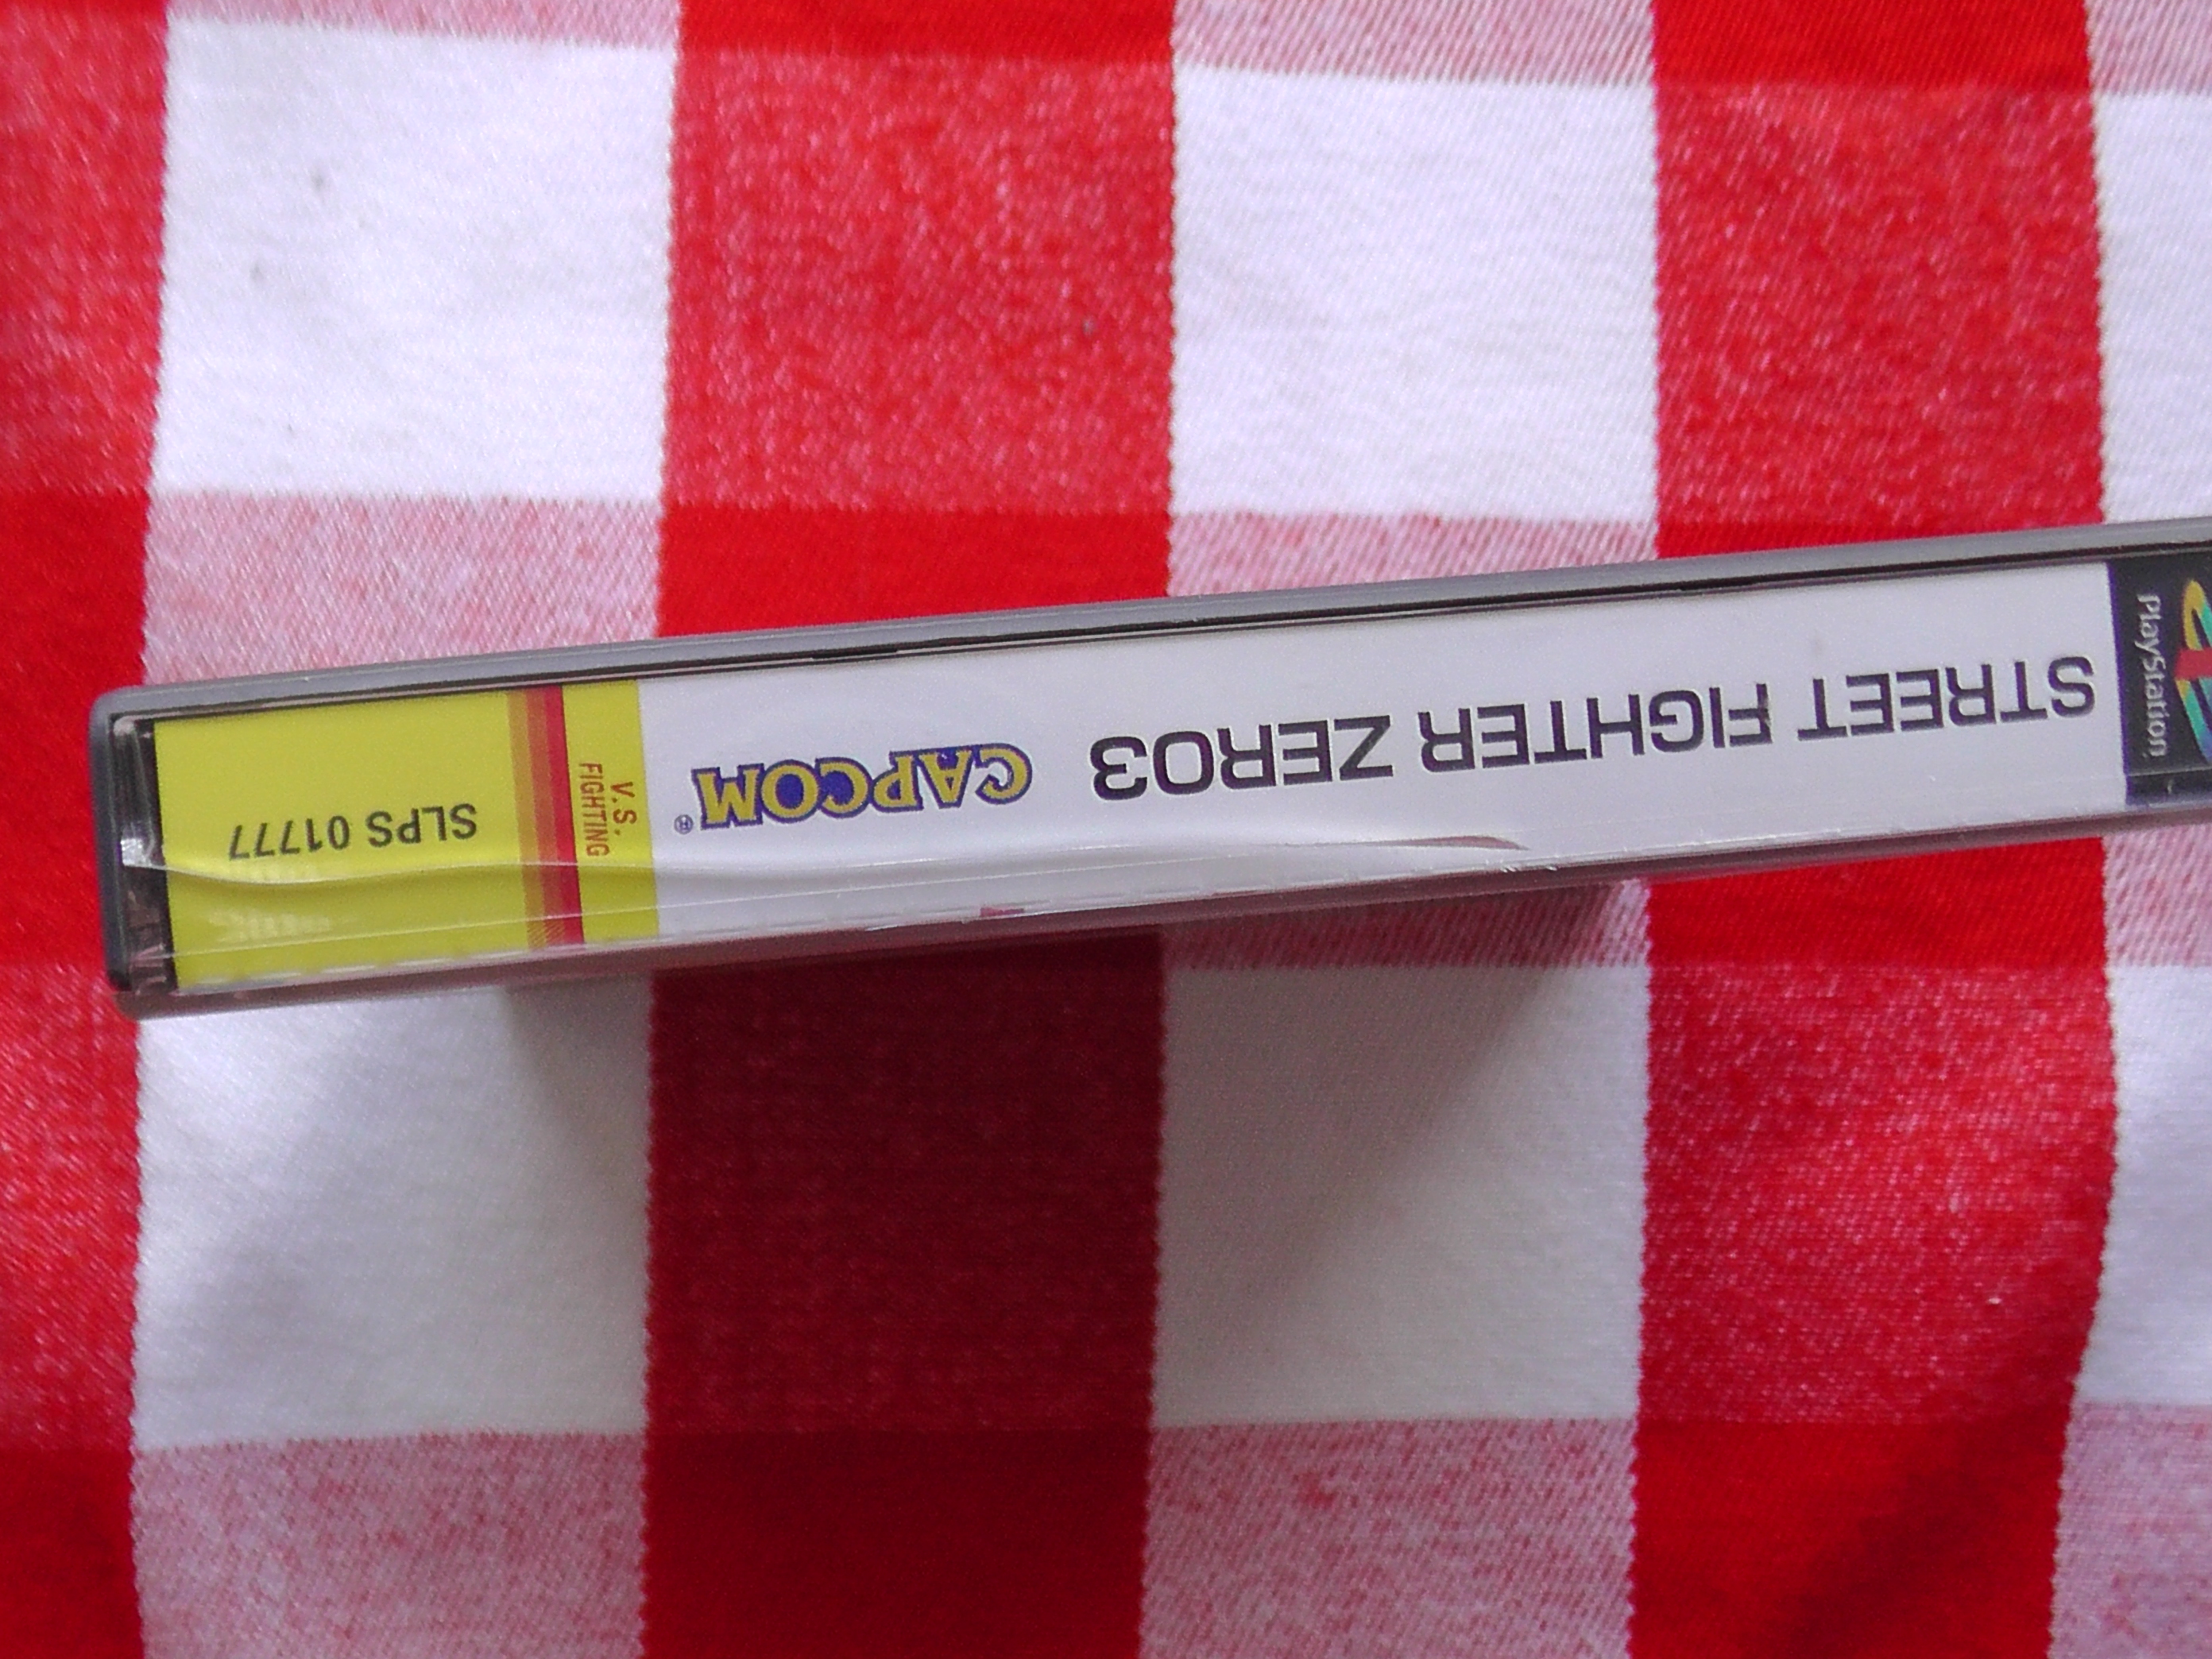 PlayStation
STREET FIGHTER ZERO3
CAPCOM®
V.S.
FIGHTING
SLPS 01777